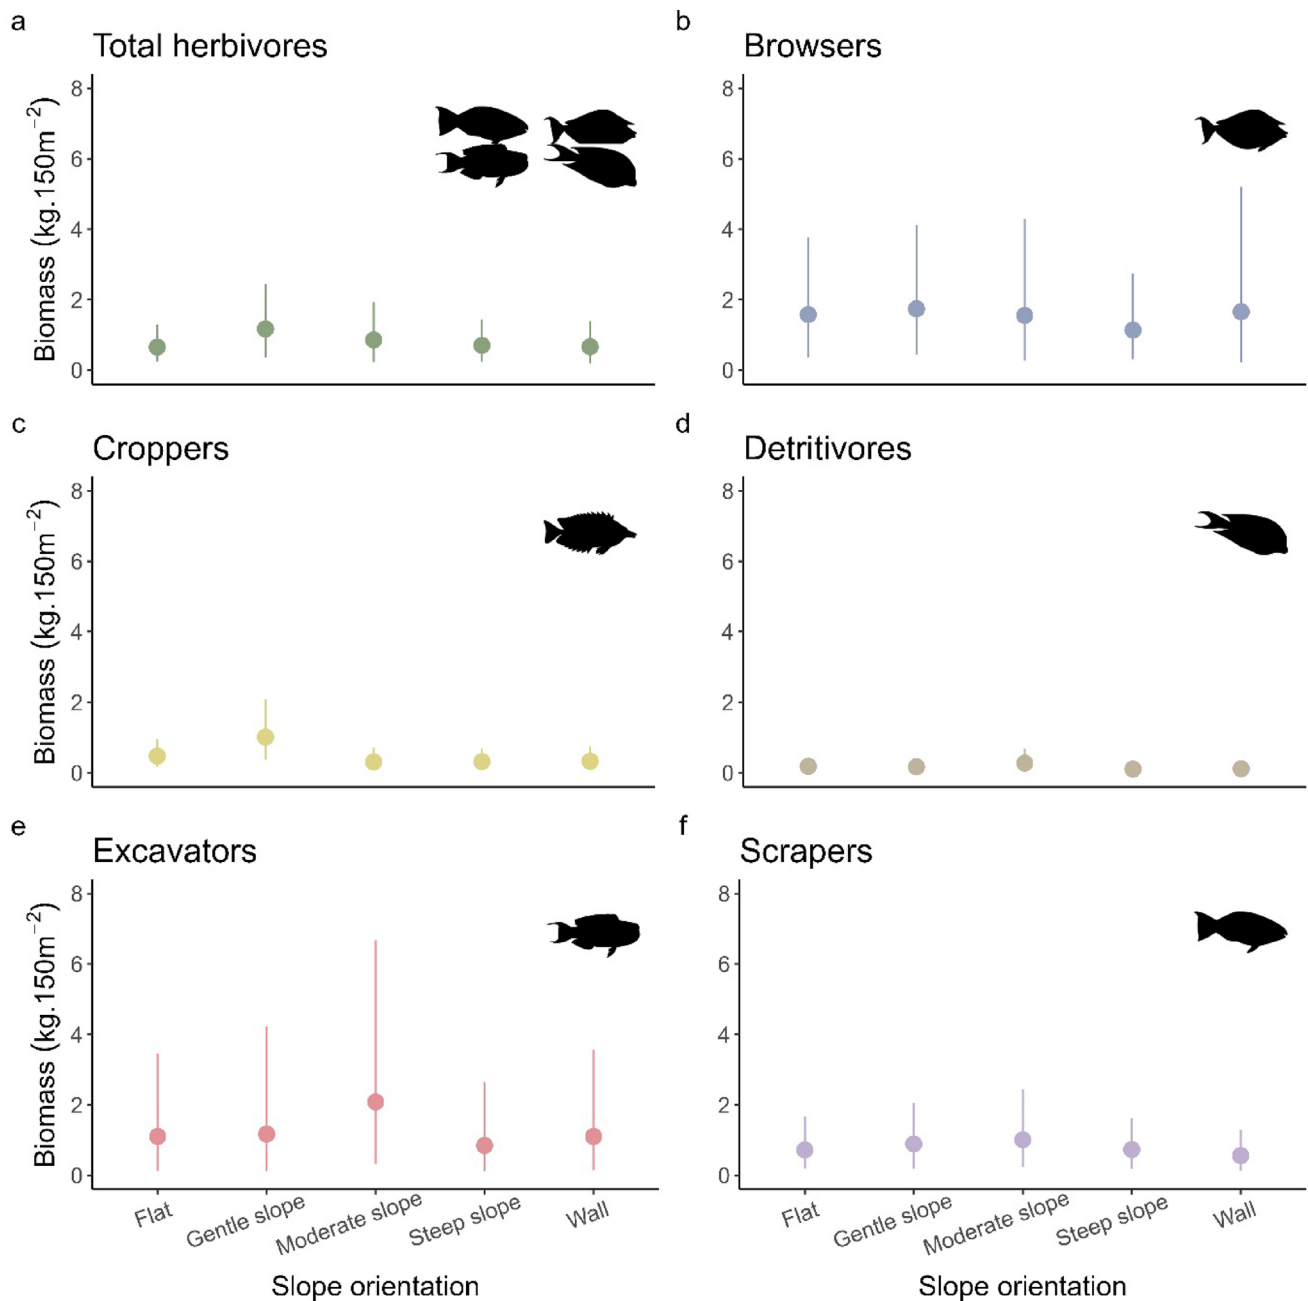 a
Total herbivores
b
Browsers
8
6
4
2
0
Biomass (kg.150m⁻²)
8
6
4
2
0
c
Croppers
d
Detritivores
8
6
4
2
0
Biomass (kg.150m⁻²)
8
6
4
2
0
e
Excavators
f
Scrapers
8
6
4
2
0
Biomass (kg.150m⁻²)
8
6
4
2
0
Flat
Gentle slope
Moderate slope
Steep slope
Wall
Flat
Gentle slope
Moderate slope
Steep slope
Wall
Slope orientation
Slope orientation